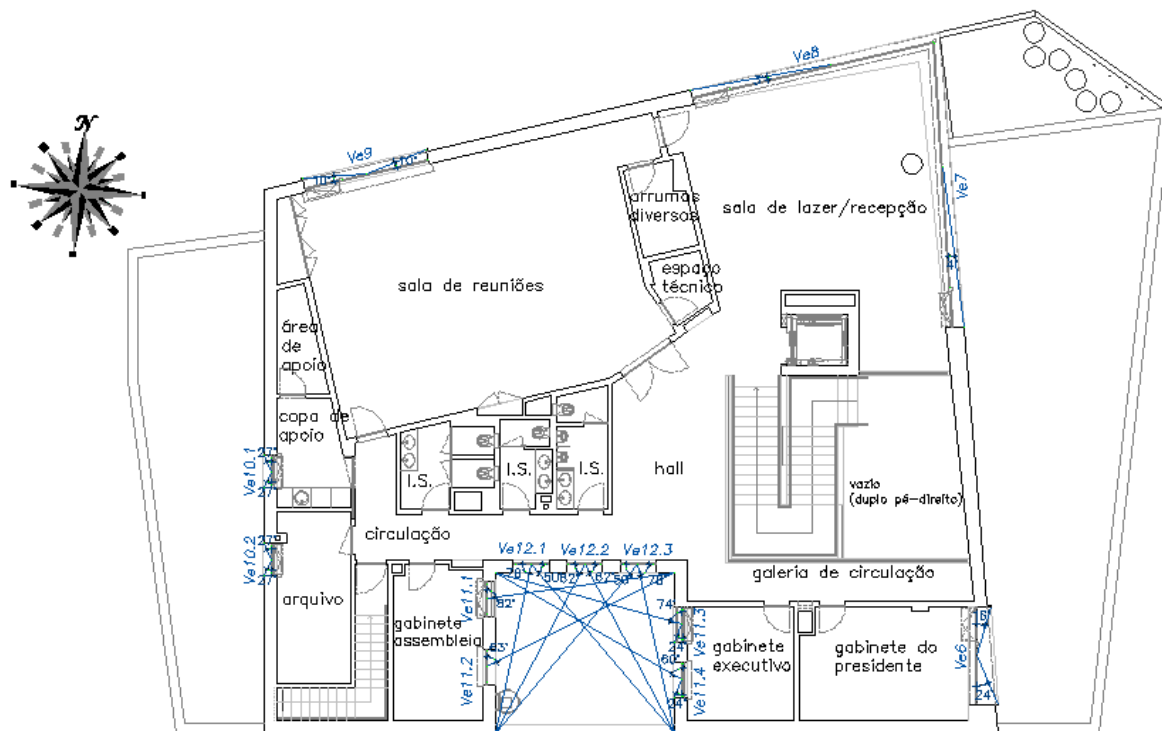 N
Ve8
Ve9
10°
Ve7
arrumos
diversos
sala de lazer/recepção
espaço
técnico
sala de reuniões
área
de
apoio
copa de
apoio
27°
Ve10.1
27°
I.S.
I.S.
I.S.
hall
vazio
(duplo pé-direito)
circulação
27°
Ve10.2
27°
Ve12.1
Ve12.2
Ve12.3
galeria de circulação
arquivo
Ve11.1
82°
gabinete
assembleia
63°
Ve11.2
74°
Ve11.3
24°
60°
Ve11.4
24°
gabinete
executivo
gabinete do
presidente
Ve6
6°
24°